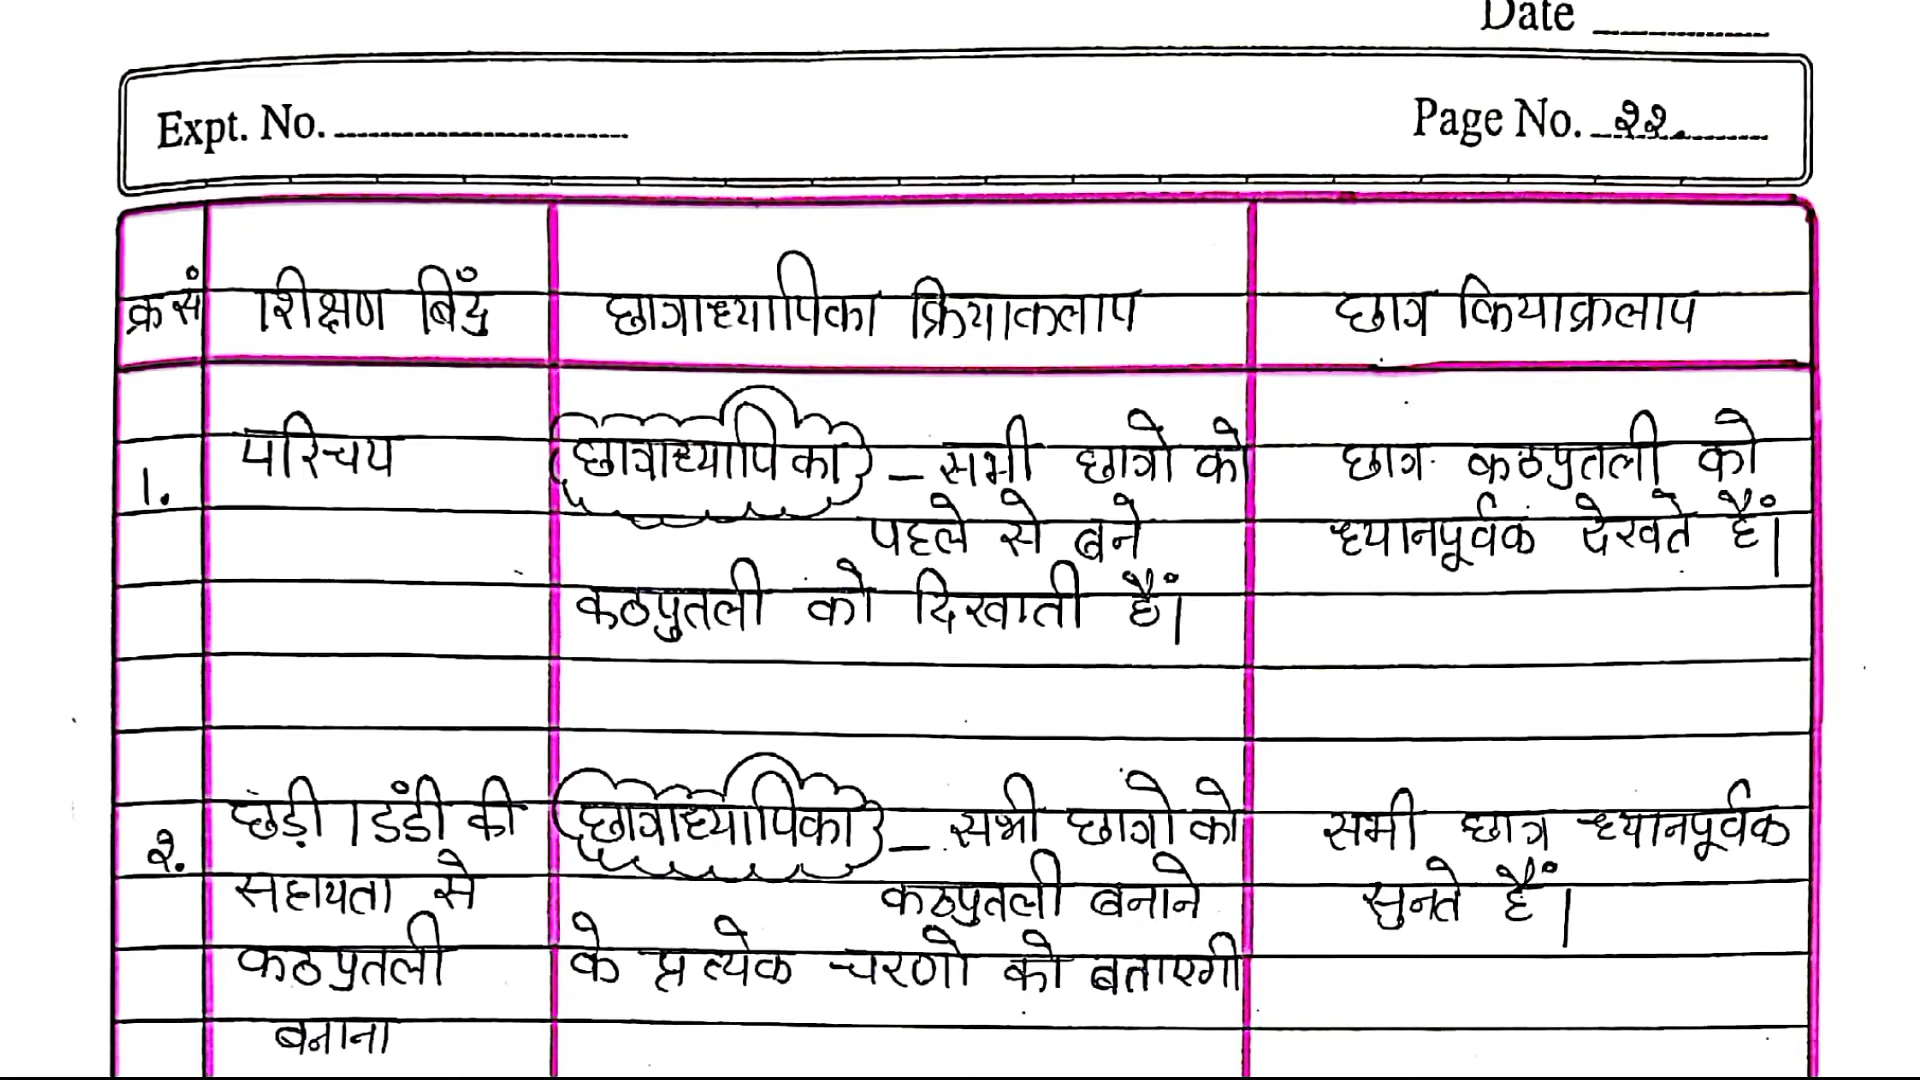 Date
Expt. No.
Page No. २२
क्र सं शिक्षण बिंदु छात्राध्यापिका क्रियाकलाप छात्र क्रियाकलाप
1. परिचय छात्राध्यापिका – सभी छात्रो को छात्र कठपुतली को
पहले से बने ध्यानपूर्वक देखते हैं।
कठपुतली को दिखाती हैं।
२. छड़ी / डंडी की छात्राध्यापिका – सभी छात्रो को सभी छात्र ध्यानपूर्वक
सहायता से कठपुतली बनाने सुनते हैं।
कठपुतली के प्रत्येक चरणो को बताएगी
बनाना